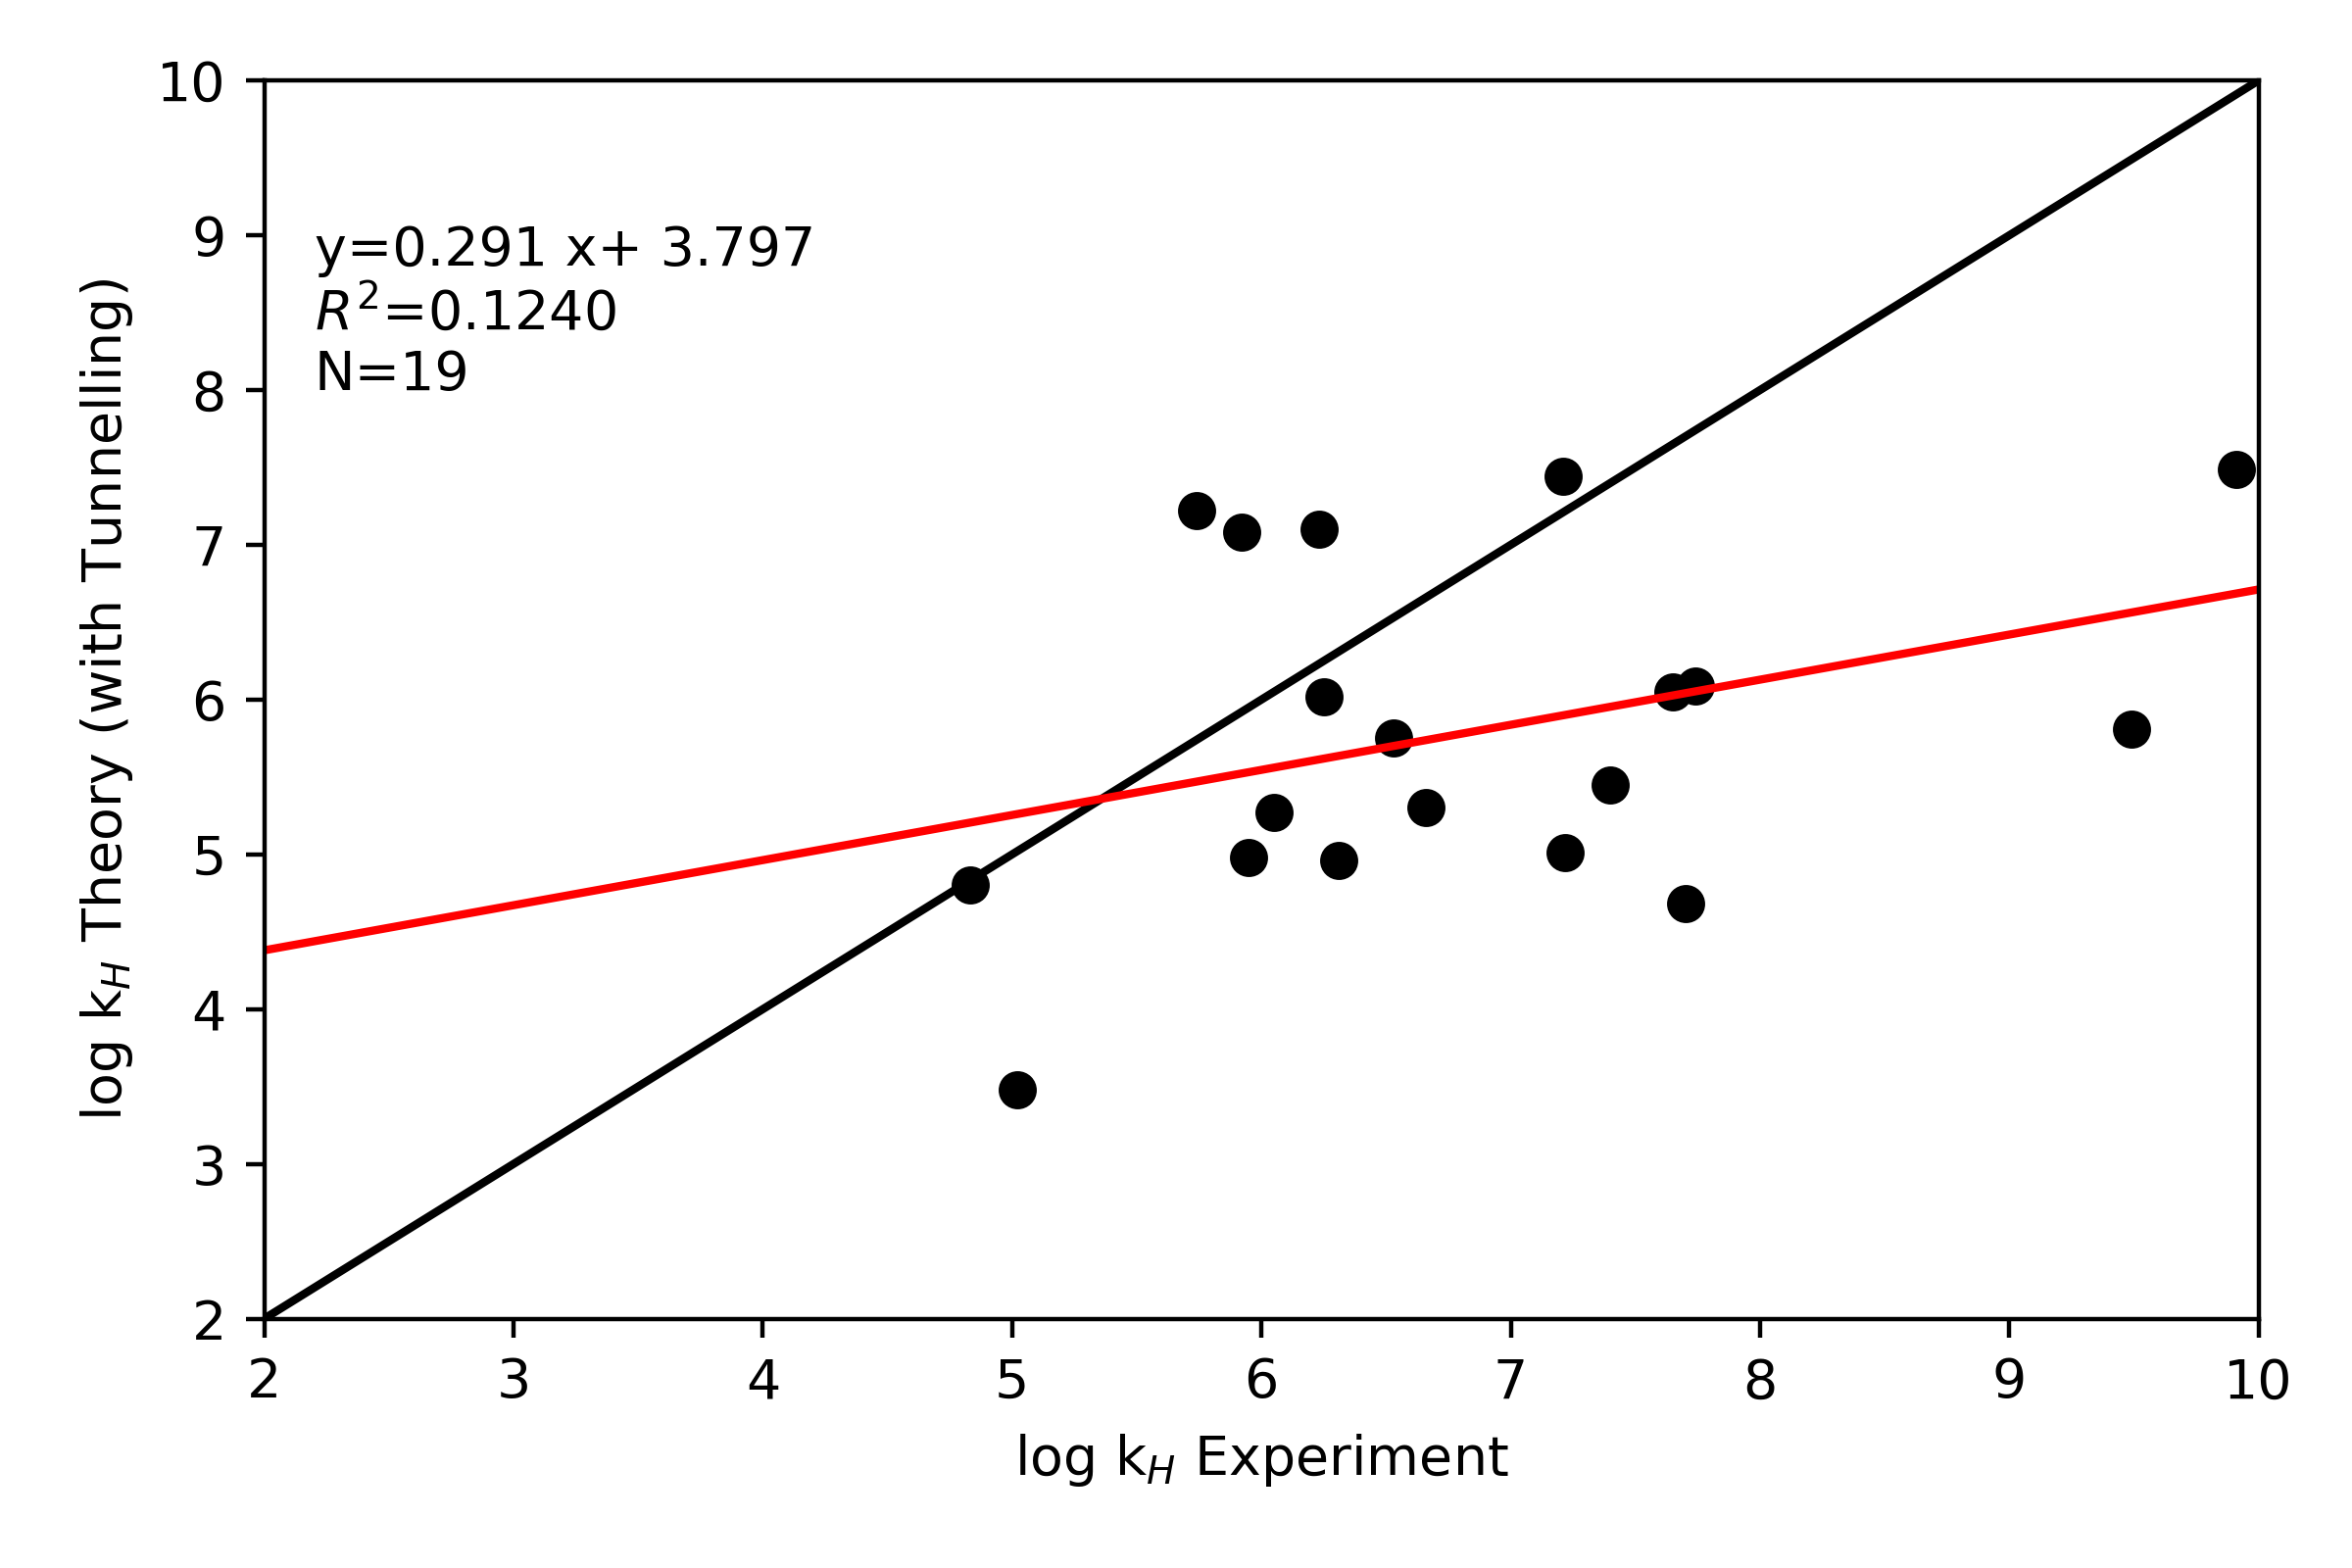 10
9
8
7
6
5
4
3
2
log k_H Theory (with Tunnelling)
y=0.291 x+ 3.797
R²=0.1240
N=19
2 3 4 5 6 7 8 9 10
log k_H Experiment